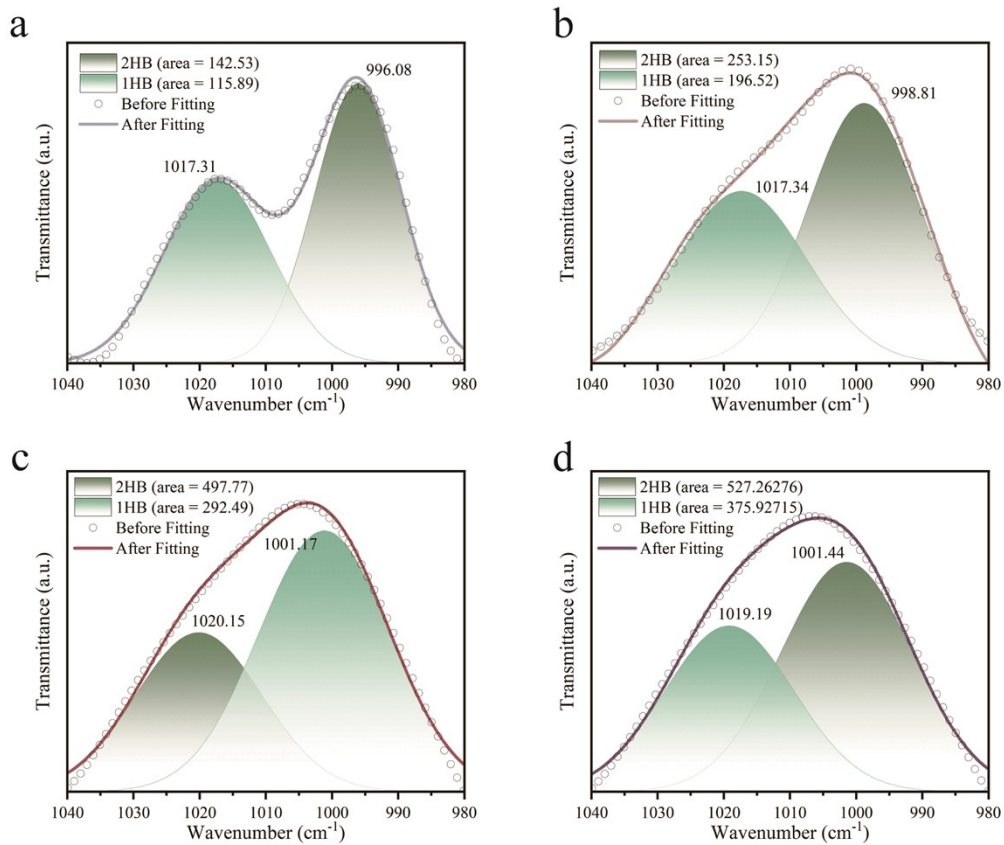 a
2HB (area = 142.53)
1HB (area = 115.89)
Before Fitting
After Fitting
996.08
1017.31
Transmittance (a.u.)
1040 1030 1020 1010 1000 990 980
Wavenumber (cm⁻¹)
b
2HB (area = 253.15)
1HB (area = 196.52)
Before Fitting
After Fitting
998.81
1017.34
Transmittance (a.u.)
1040 1030 1020 1010 1000 990 980
Wavenumber (cm⁻¹)
c
2HB (area = 497.77)
1HB (area = 292.49)
Before Fitting
After Fitting
1001.17
1020.15
Transmittance (a.u.)
1040 1030 1020 1010 1000 990 980
Wavenumber (cm⁻¹)
d
2HB (area = 527.26276)
1HB (area = 375.92715)
Before Fitting
After Fitting
1001.44
1019.19
Transmittance (a.u.)
1040 1030 1020 1010 1000 990 980
Wavenumber (cm⁻¹)